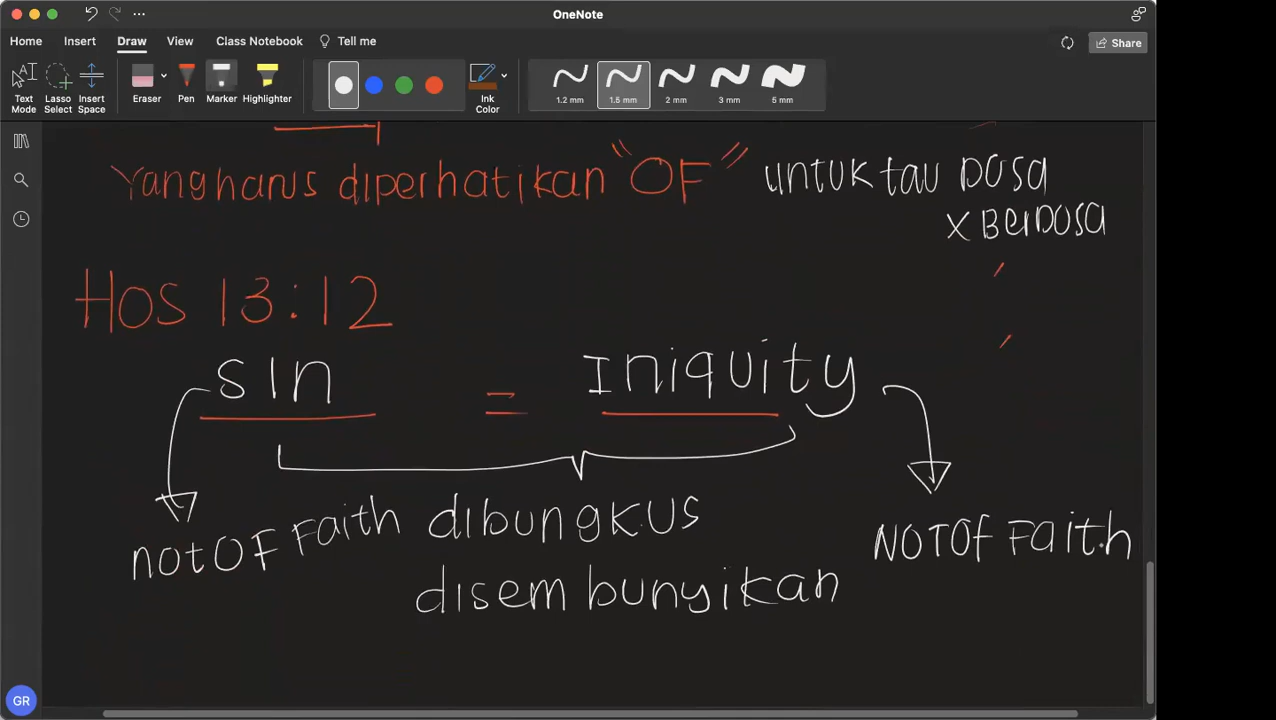 OneNote
Home Insert Draw View Class Notebook Tell me
Share
Text Mode Lasso Select Insert Space Eraser Pen Marker Highlighter Ink Color 1.2 mm 1.5 mm 2 mm 3 mm 5 mm
Yangharus diperhatikan "OF" untuk tau Dosa
x BerDosa
Hos 13:12
sin = Iniquity
notOF Faith dibungkus NOTOf Faith
disembunyikan
GR